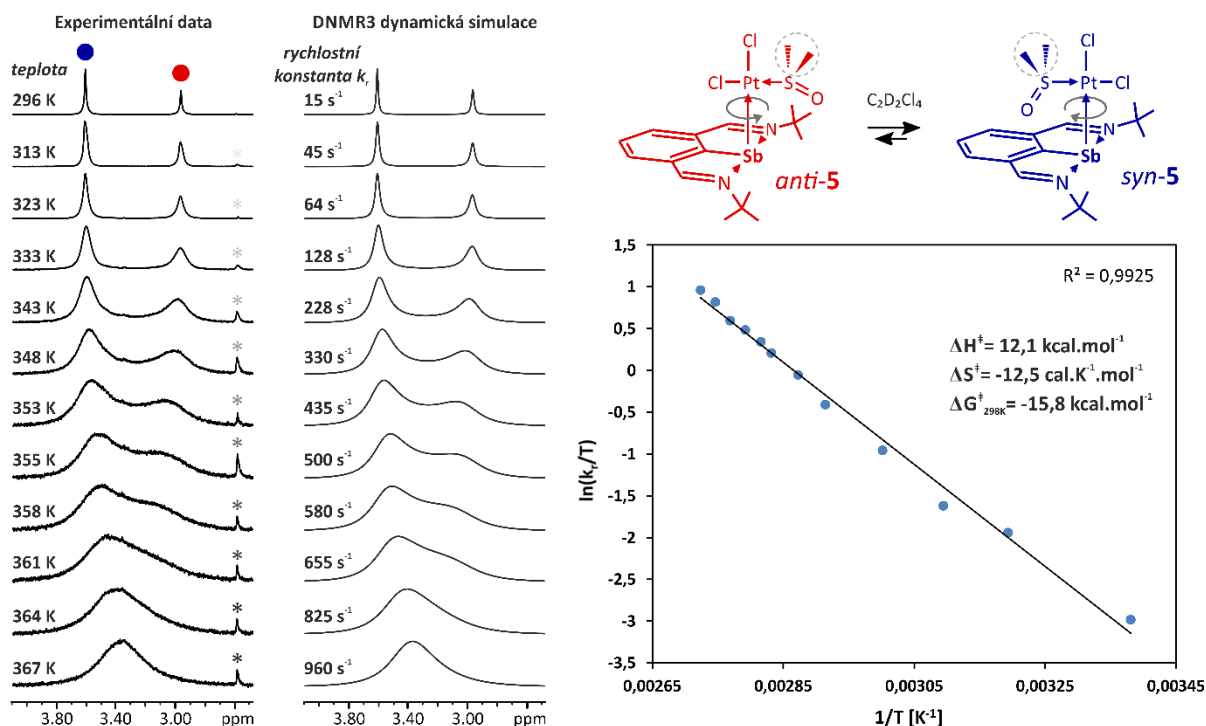 Experimentální data
teplota
296 K
313 K
*
323 K
*
333 K
*
343 K
*
348 K
*
353 K
*
355 K
*
358 K
*
361 K
*
364 K
*
367 K
*
3.80 3.40 3.00 ppm
DNMR3 dynamická simulace
rychlostní
konstanta kᵣ
15 s⁻¹
45 s⁻¹
64 s⁻¹
128 s⁻¹
228 s⁻¹
330 s⁻¹
435 s⁻¹
500 s⁻¹
580 s⁻¹
655 s⁻¹
825 s⁻¹
960 s⁻¹
3.80 3.40 3.00 ppm
Cl
Cl Pt S
O
N
Sb
N
anti-5
C₂D₂Cl₄
Cl
S Pt Cl
O
N
Sb
N
syn-5
R² = 0,9925
ΔH‡= 12,1 kcal.mol⁻¹
ΔS‡= -12,5 cal.K⁻¹.mol⁻¹
ΔG‡₂₉₈K= -15,8 kcal.mol⁻¹
ln(kᵣ/T)
1,5
1
0,5
0
-0,5
-1
-1,5
-2
-2,5
-3
-3,5
0,00265 0,00285 0,00305 0,00325 0,00345
1/T [K⁻¹]